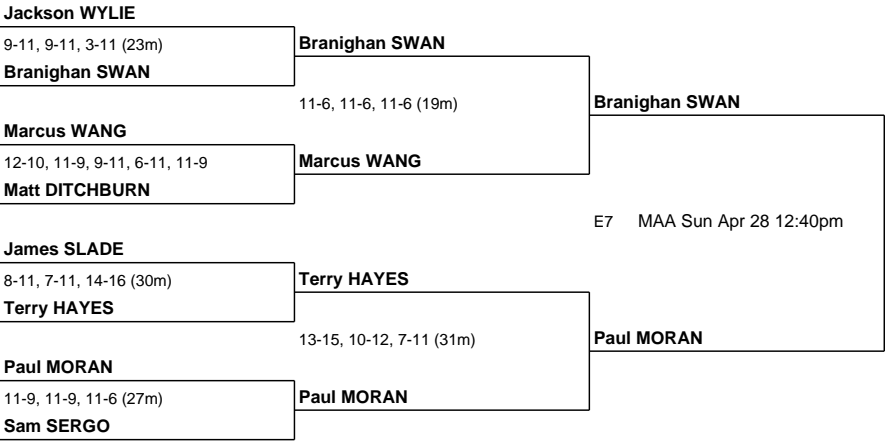 Jackson WYLIE
9-11, 9-11, 3-11 (23m)
Branighan SWAN
Branighan SWAN
11-6, 11-6, 11-6 (19m)
Branighan SWAN
Marcus WANG
12-10, 11-9, 9-11, 6-11, 11-9
Marcus WANG
Matt DITCHBURN
E7 MAA Sun Apr 28 12:40pm
James SLADE
8-11, 7-11, 14-16 (30m)
Terry HAYES
Terry HAYES
13-15, 10-12, 7-11 (31m)
Paul MORAN
Paul MORAN
11-9, 11-9, 11-6 (27m)
Paul MORAN
Sam SERGO